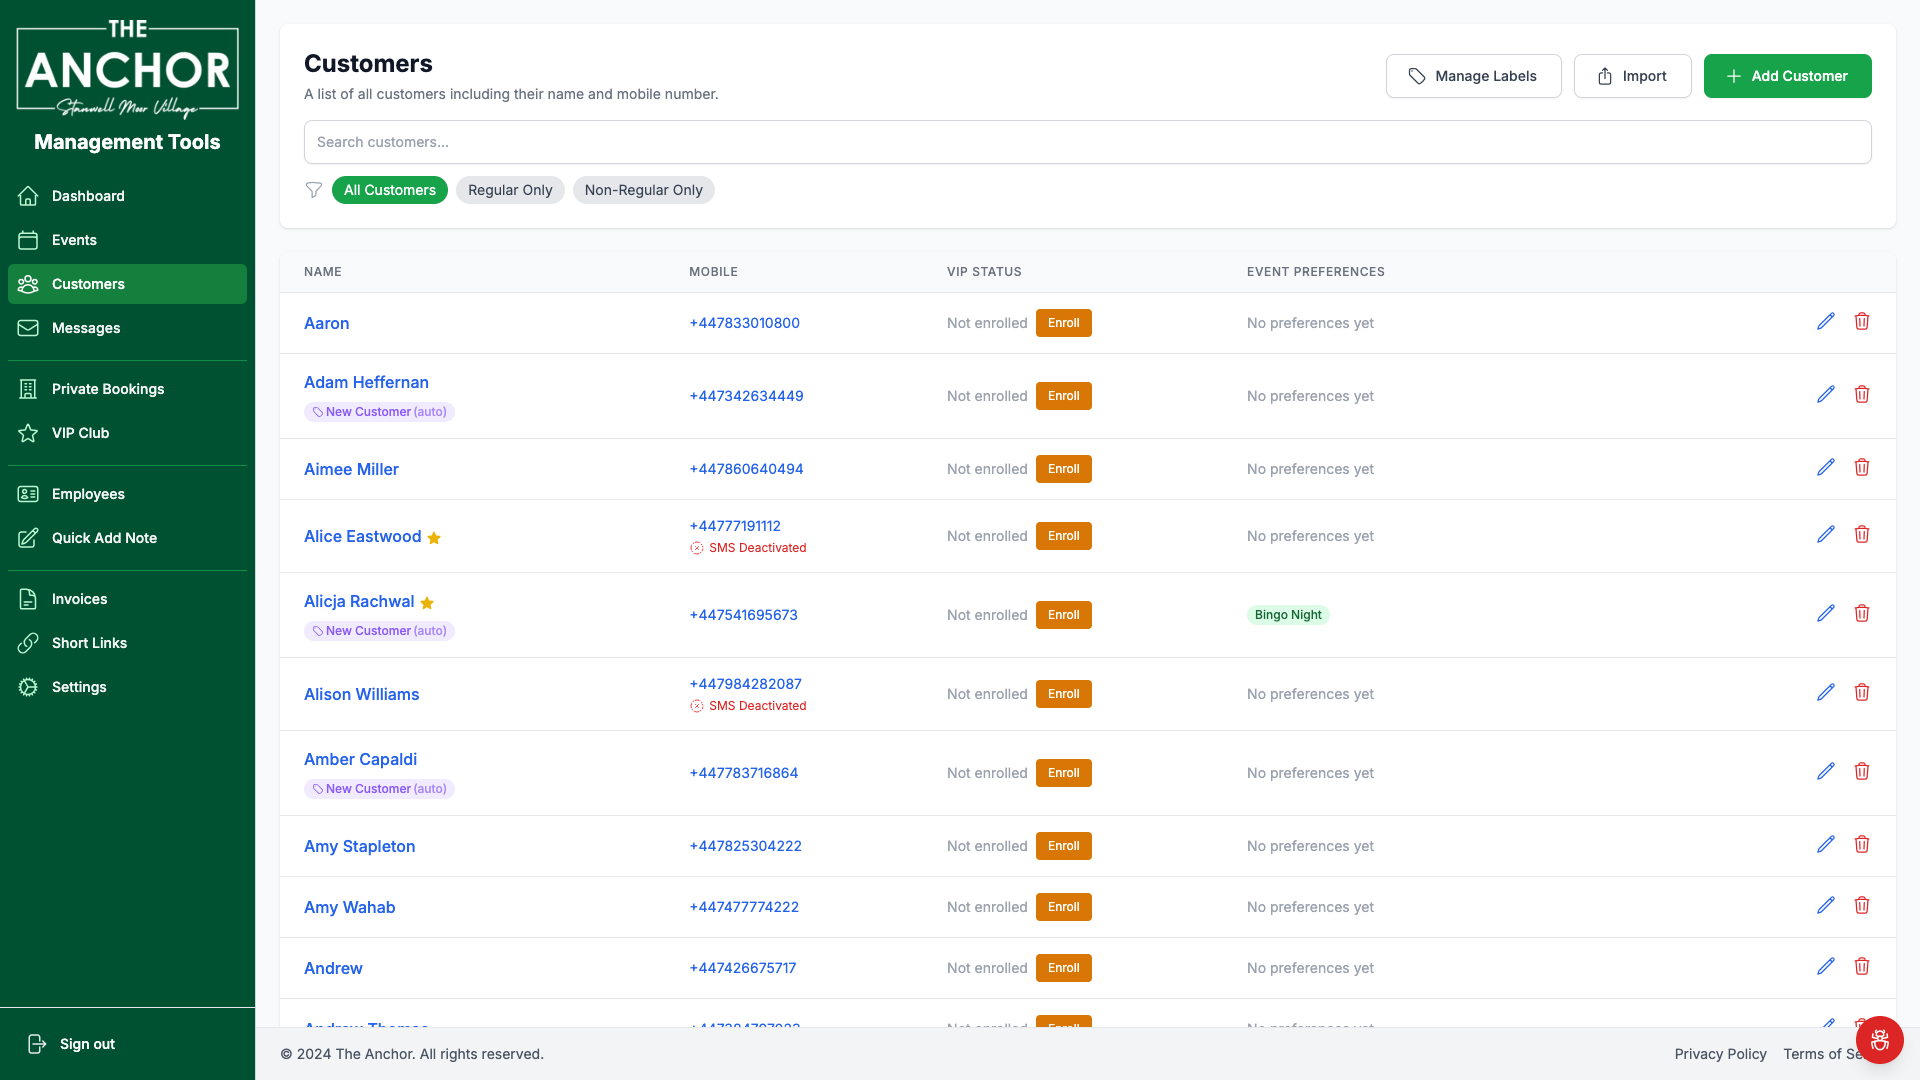 THE
ANCHOR
Stanwell Moor Village
Management Tools
Dashboard
Events
Customers
Messages
Private Bookings
VIP Club
Employees
Quick Add Note
Invoices
Short Links
Settings
Sign out
Customers
A list of all customers including their name and mobile number.
Manage Labels
Import
Add Customer
Search customers...
All Customers
Regular Only
Non-Regular Only
NAME MOBILE VIP STATUS EVENT PREFERENCES
Aaron +447833010800 Not enrolled Enroll No preferences yet
Adam Heffernan
New Customer (auto)
+447342634449 Not enrolled Enroll No preferences yet
Aimee Miller +447860640494 Not enrolled Enroll No preferences yet
Alice Eastwood
+44777191112
SMS Deactivated
Not enrolled Enroll No preferences yet
Alicja Rachwal
New Customer (auto)
+447541695673 Not enrolled Enroll Bingo Night
Alison Williams
+447984282087
SMS Deactivated
Not enrolled Enroll No preferences yet
Amber Capaldi
New Customer (auto)
+447783716864 Not enrolled Enroll No preferences yet
Amy Stapleton +447825304222 Not enrolled Enroll No preferences yet
Amy Wahab +447477774222 Not enrolled Enroll No preferences yet
Andrew +447426675717 Not enrolled Enroll No preferences yet
© 2024 The Anchor. All rights reserved.
Privacy Policy
Terms of